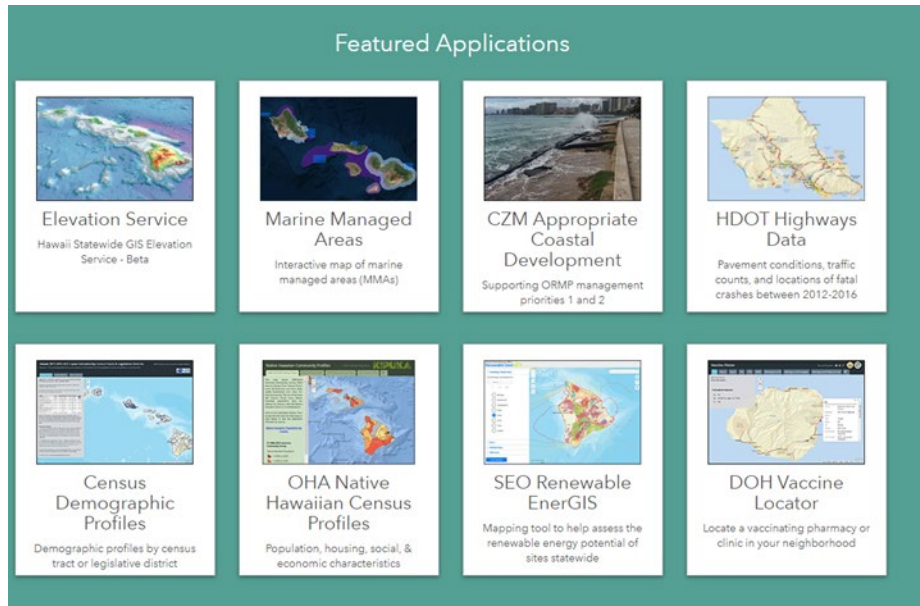 Featured Applications
Elevation Service
Hawaii Statewide GIS Elevation
Service - Beta
Marine Managed
Areas
Interactive map of marine
managed areas (MMAs)
CZM Appropriate
Coastal
Development
Supporting ORMP management
priorities 1 and 2
HDOT Highways
Data
Pavement conditions, traffic
counts, and locations of fatal
crashes between 2012-2016
Census
Demographic
Profiles
Demographic profiles by census
tract or legislative district
Native Hawaiian Community Profiles
OHA Native
Hawaiian Census
Profiles
Population, housing, social, &
economic characteristics
SEO Renewable
EnerGIS
Mapping tool to help assess the
renewable energy potential of
sites statewide
DOH Vaccine
Locator
Locate a vaccinating pharmacy or
clinic in your neighborhood